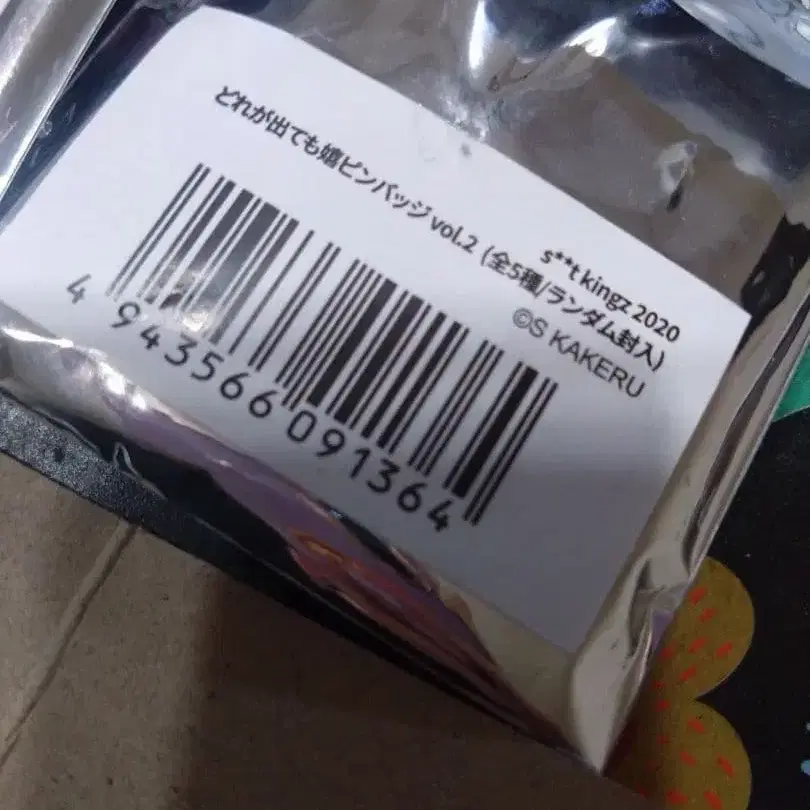 s**t kingz 2020
どれが出ても嬉ピンバッジ vol.2 (全5種/ランダム封入)
©S KAKERU
4 943566 091364